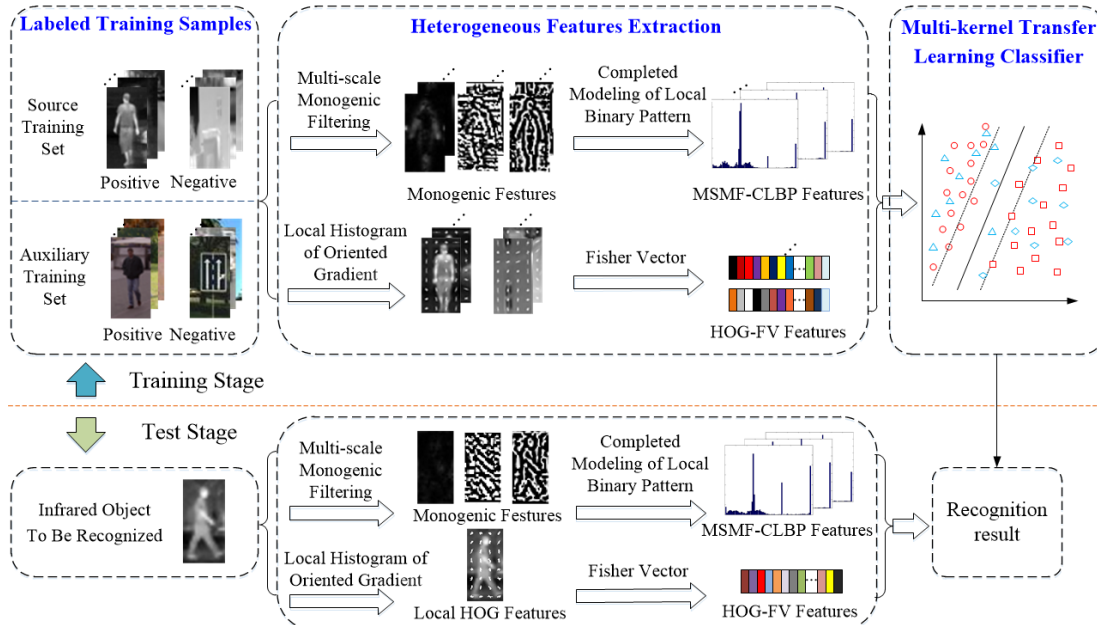 Labeled Training Samples
Source
Training
Set
Positive Negative
Auxiliary
Training
Set
Positive Negative
Heterogeneous Features Extraction
Multi-scale
Monogenic
Filtering
Monogenic Festures
Completed
Modeling of Local
Binary Pattern
MSMF-CLBP Features
Local Histogram
of Oriented
Gradient
Fisher Vector
HOG-FV Features
Multi-kernel Transfer
Learning Classifier
Training Stage
Test Stage
Infrared Object
To Be Recognized
Multi-scale
Monogenic
Filtering
Monogenic Festures
Completed
Modeling of Local
Binary Pattern
MSMF-CLBP Features
Local Histogram of
Oriented Gradient
Local HOG Features
Fisher Vector
HOG-FV Features
Recognition
result